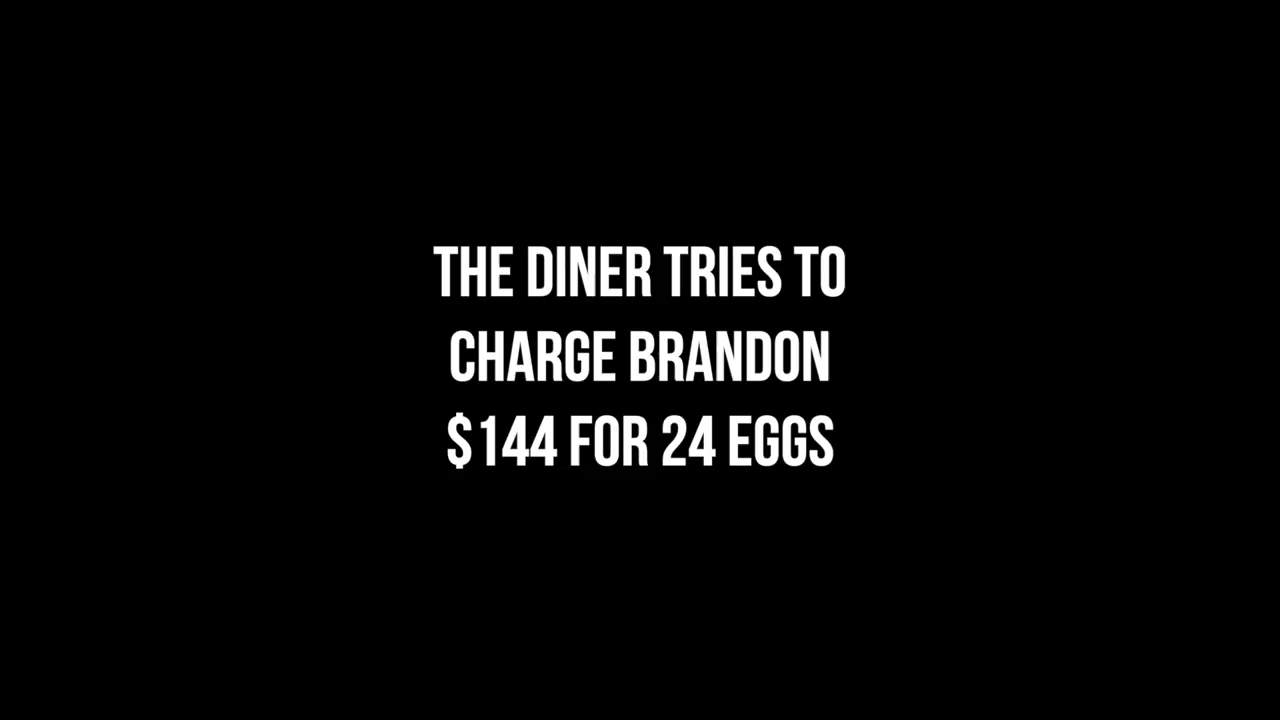 THE DINER TRIES TO
CHARGE BRANDON
$144 FOR 24 EGGS